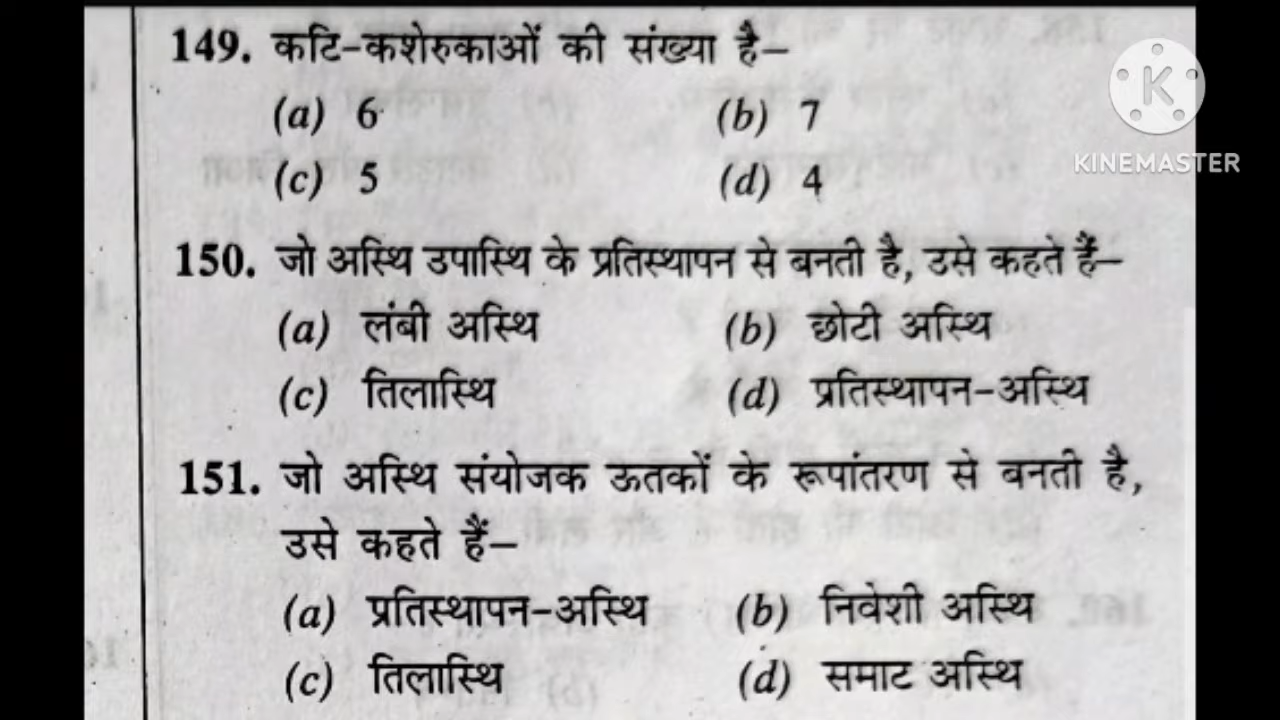 149. कटि-कशेरुकाओं की संख्या है–
(a) 6 (b) 7
(c) 5 (d) 4
150. जो अस्थि उपास्थि के प्रतिस्थापन से बनती है, उसे कहते हैं–
(a) लंबी अस्थि (b) छोटी अस्थि
(c) तिलास्थि (d) प्रतिस्थापन-अस्थि
151. जो अस्थि संयोजक ऊतकों के रूपांतरण से बनती है,
उसे कहते हैं–
(a) प्रतिस्थापन-अस्थि (b) निवेशी अस्थि
(c) तिलास्थि (d) समाट अस्थि
K
KINEMASTER